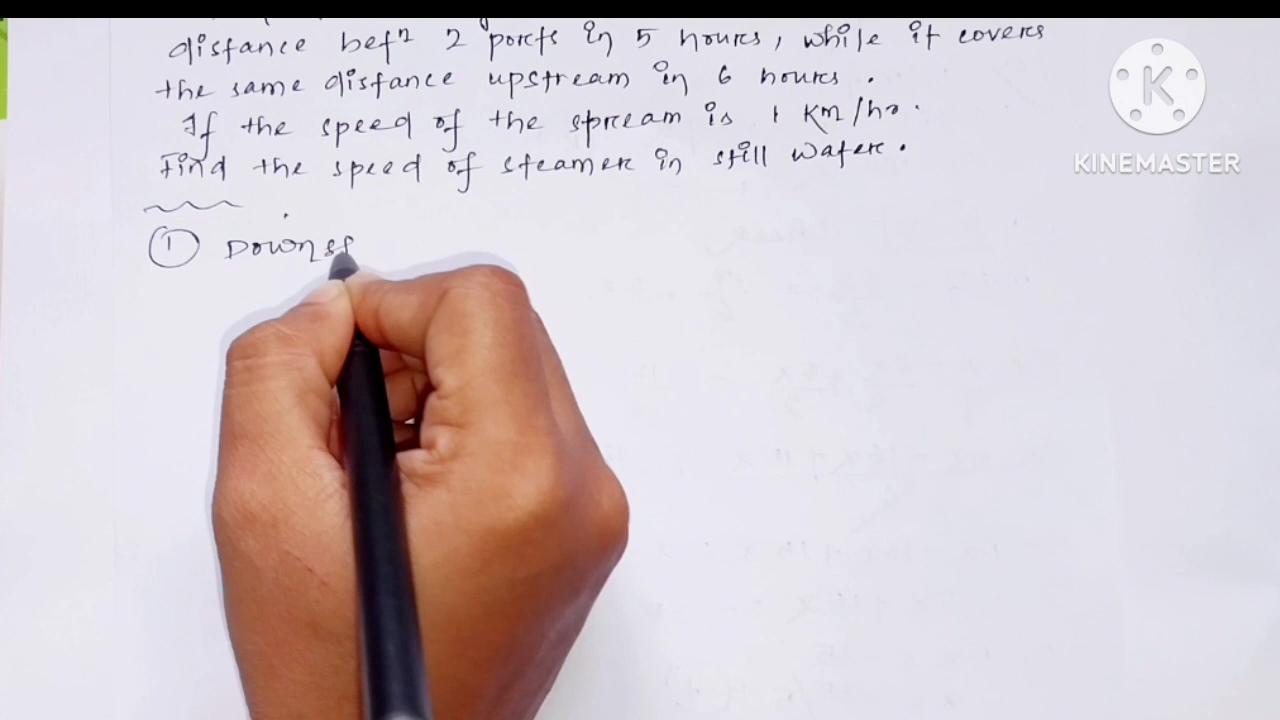 distance betn 2 ports in 5 hours, while it covers
the same distance upstream in 6 hours.
If the speed of the spream is 1 Km/hr.
Find the speed of steamer in still water.
① Downst
K
KINEMASTER